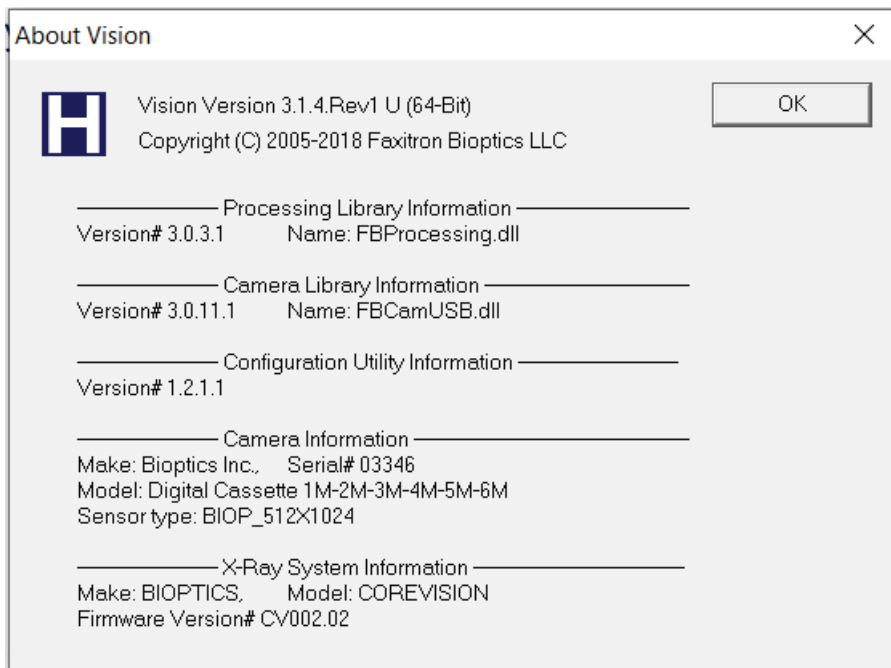 About Vision
H
Vision Version 3.1.4.Rev1 U (64-Bit)
OK
Copyright (C) 2005-2018 Faxitron Bioptics LLC
Processing Library Information
Version# 3.0.3.1 Name: FBProcessing.dll
Camera Library Information
Version# 3.0.11.1 Name: FBCamUSB.dll
Configuration Utility Information
Version# 1.2.1.1
Camera Information
Make: Bioptics Inc., Serial# 03346
Model: Digital Cassette 1M-2M-3M-4M-5M-6M
Sensor type: BIOP_512X1024
X-Ray System Information
Make: BIOPTICS, Model: COREVISION
Firmware Version# CV002.02